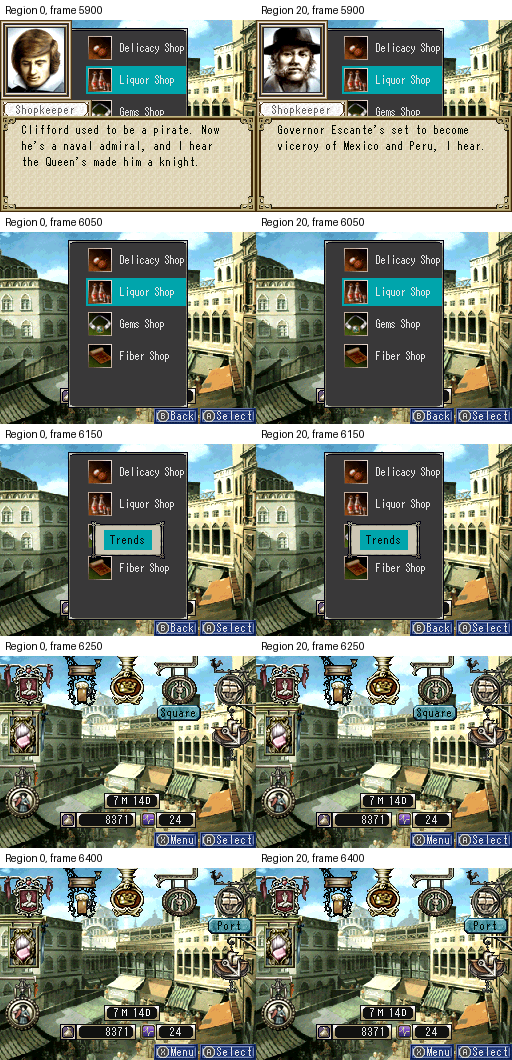 Region 0, frame 5900
Region 20, frame 5900
Delicacy Shop
Liquor Shop
Gems Shop
Shopkeeper
Clifford used to be a pirate. Now
he's a naval admiral, and I hear
the Queen's made him a knight.
Delicacy Shop
Liquor Shop
Gems Shop
Shopkeeper
Governor Escante's set to become
viceroy of Mexico and Peru, I hear.
Region 0, frame 6050
Region 20, frame 6050
Delicacy Shop
Liquor Shop
Gems Shop
Fiber Shop
B Back A Select
Delicacy Shop
Liquor Shop
Gems Shop
Fiber Shop
B Back A Select
Region 0, frame 6150
Region 20, frame 6150
Delicacy Shop
Liquor Shop
Trends
Fiber Shop
B Back A Select
Delicacy Shop
Liquor Shop
Trends
Fiber Shop
B Back A Select
Region 0, frame 6250
Region 20, frame 6250
Square
7M 14D
8371 24
X Menu A Select
Square
7M 14D
8371 24
X Menu A Select
Region 0, frame 6400
Region 20, frame 6400
Port
7M 14D
8371 24
X Menu A Select
Port
7M 14D
8371 24
X Menu A Select